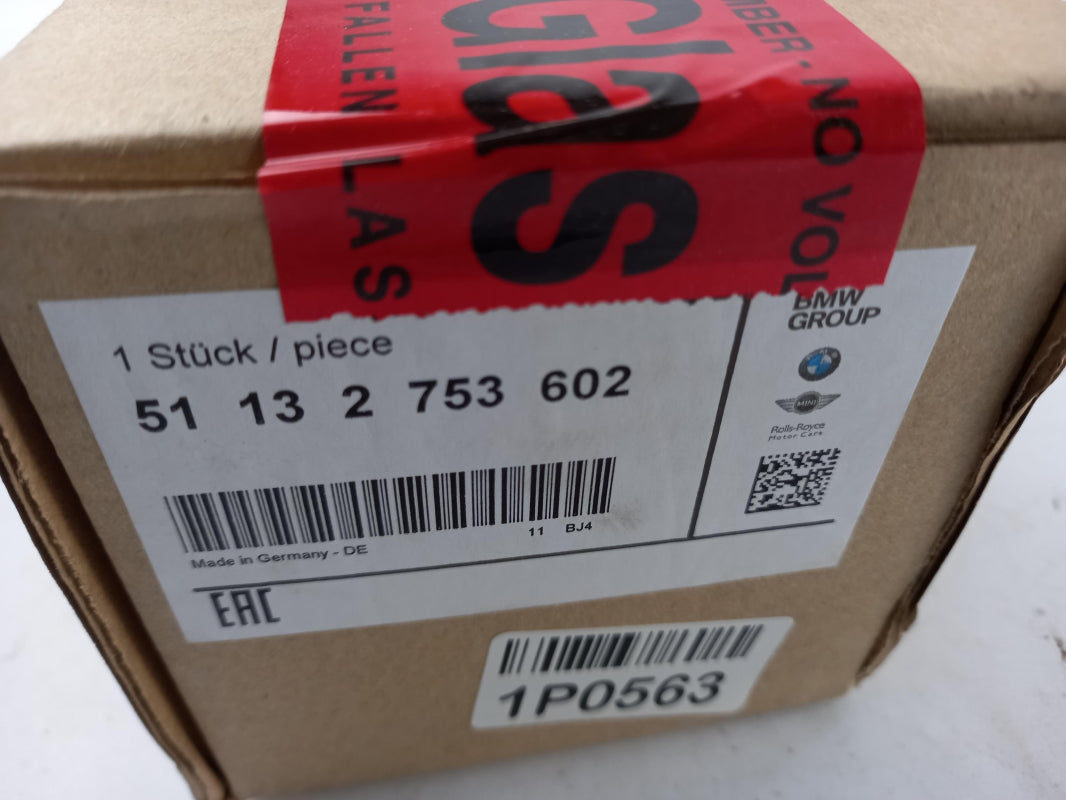 Glas
FALLEN LAS
MBER - NO VOL
BMW
GROUP
MINI
Rolls-Royce
Motor Cars
1 Stück / piece
51 13 2 753 602
11 BJ4
Made in Germany - DE
EAC
1P0563